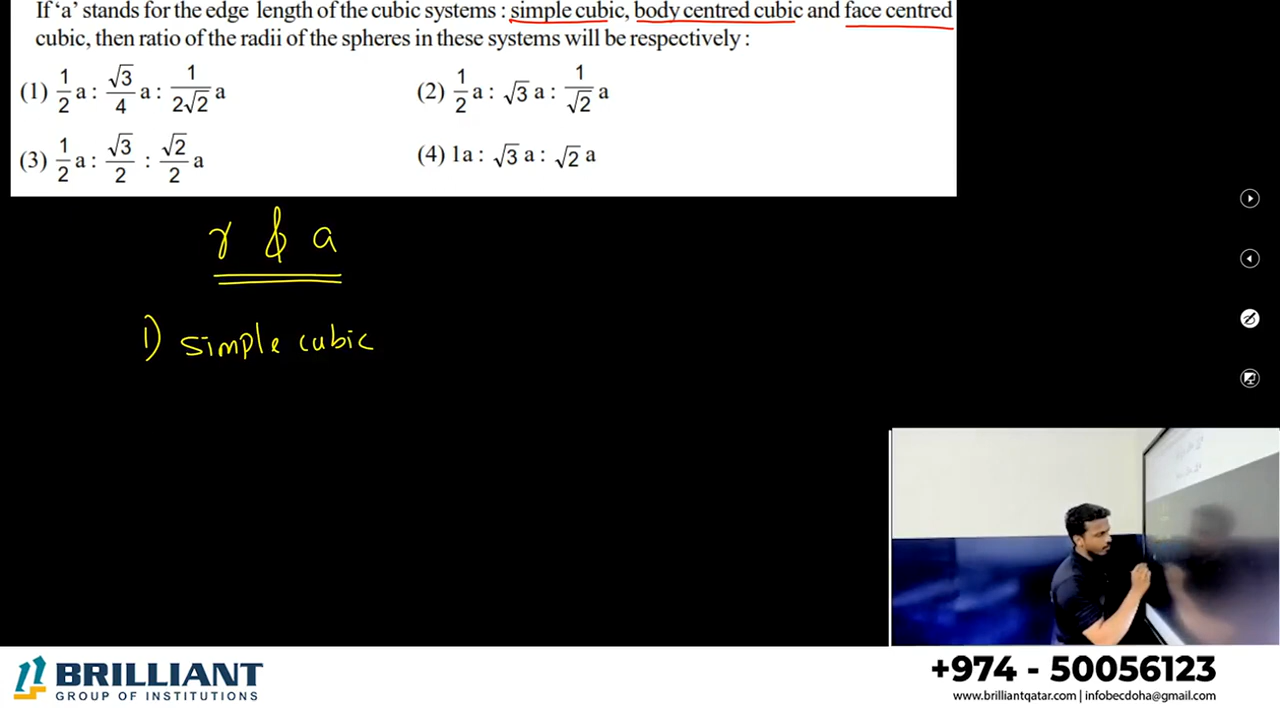 If ‘a’ stands for the edge length of the cubic systems : simple cubic, body centred cubic and face centred
cubic, then ratio of the radii of the spheres in these systems will be respectively :
(1) 1/2 a : √3/4 a : 1/2√2 a
(2) 1/2 a : √3 a : 1/√2 a
(3) 1/2 a : √3/2 : √2/2 a
(4) 1a : √3 a : √2 a
r & a
1) simple cubic
BRILLIANT
GROUP OF INSTITUTIONS
+974 - 50056123
www.brilliantqatar.com | infobecdoha@gmail.com